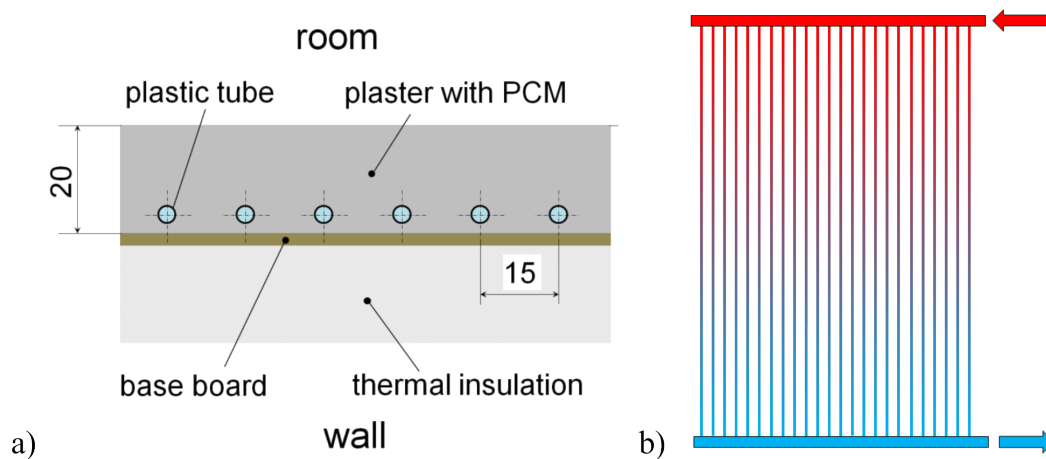 room
plastic tube
plaster with PCM
20
15
base board
thermal insulation
wall
a)
b)